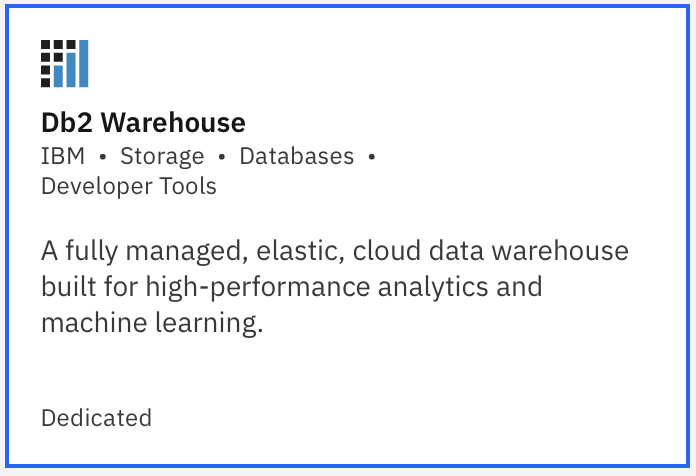 Db2 Warehouse
IBM • Storage • Databases •
Developer Tools
A fully managed, elastic, cloud data warehouse
built for high-performance analytics and
machine learning.
Dedicated